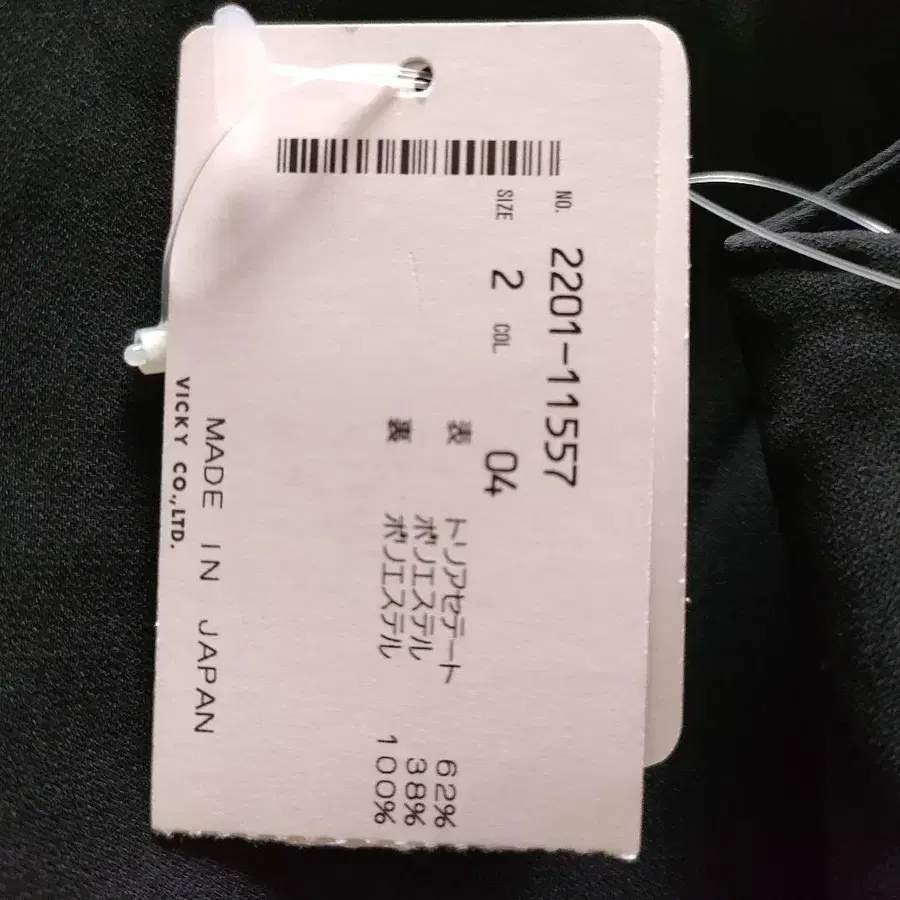 NO. 2201-11557
SIZE 2 COL. 04
表 トリアセテート 62%
ポリエステル 38%
裏 ポリエステル 100%
MADE IN JAPAN
VICKY CO.,LTD.